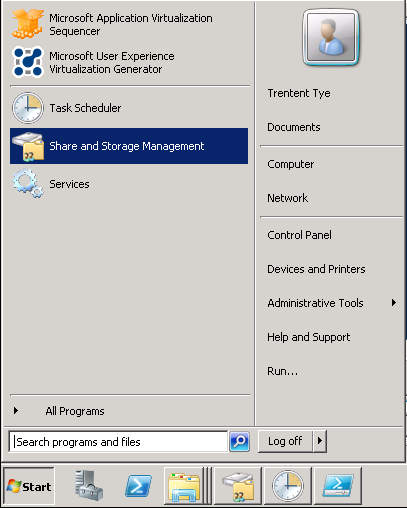 Microsoft Application Virtualization
Sequencer
Microsoft User Experience
Virtualization Generator
Task Scheduler
Share and Storage Management
Services
All Programs
Search programs and files
Trentent Tye
Documents
Computer
Network
Control Panel
Devices and Printers
Administrative Tools
Help and Support
Run...
Log off
Start